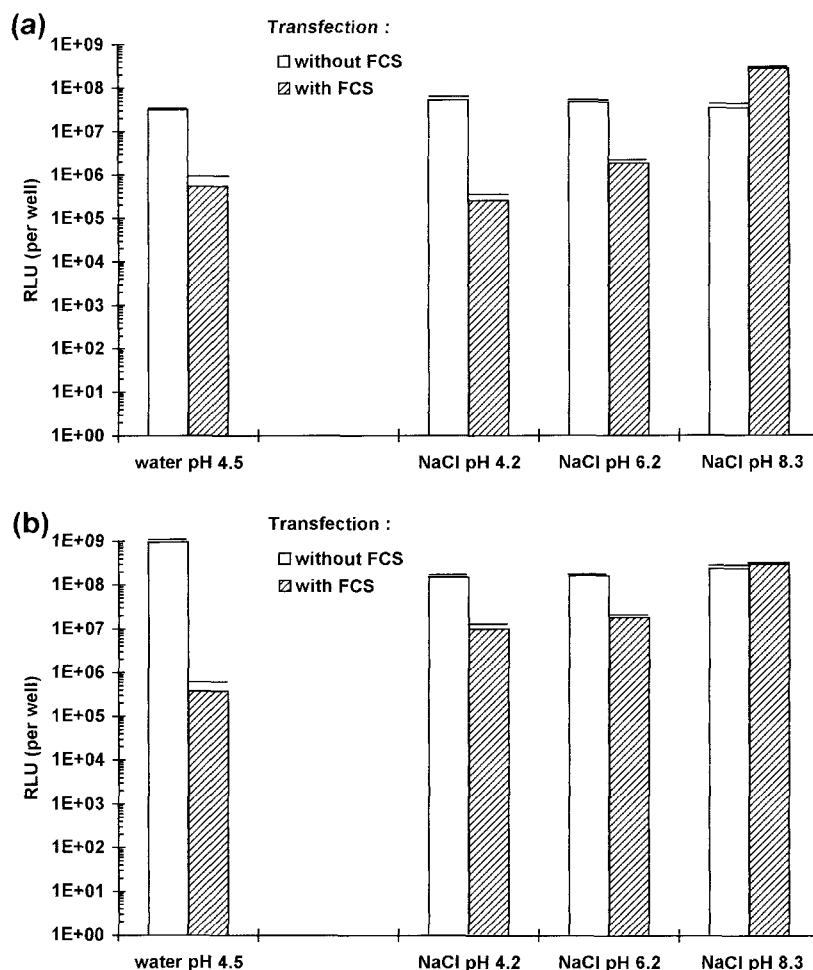 (a)
Transfection :
without FCS
with FCS
1E+09
1E+08
1E+07
1E+06
1E+05
1E+04
1E+03
1E+02
1E+01
1E+00
RLU (per well)
water pH 4.5
NaCl pH 4.2
NaCl pH 6.2
NaCl pH 8.3
(b)
Transfection :
without FCS
with FCS
1E+09
1E+08
1E+07
1E+06
1E+05
1E+04
1E+03
1E+02
1E+01
1E+00
RLU (per well)
water pH 4.5
NaCl pH 4.2
NaCl pH 6.2
NaCl pH 8.3